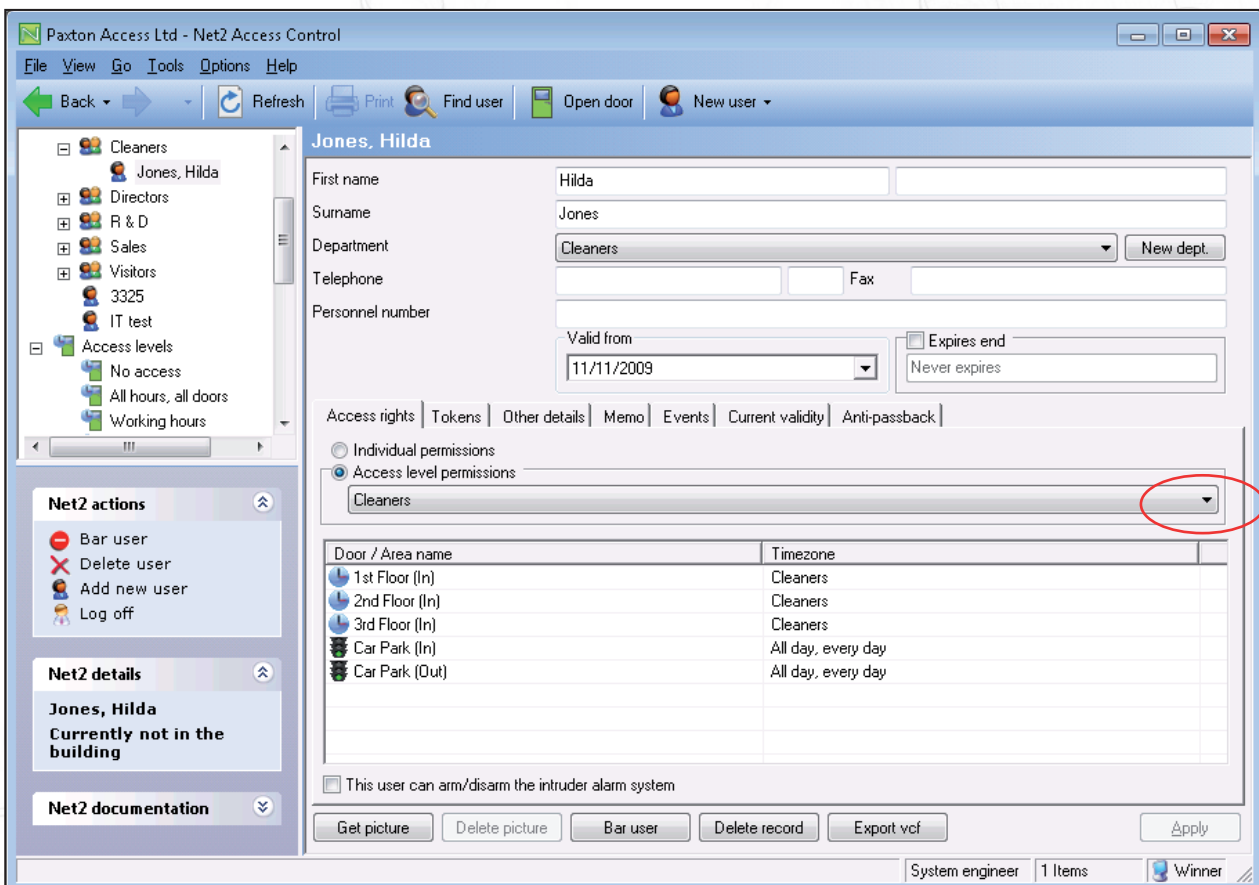 Paxton Access Ltd - Net2 Access Control
File View Go Tools Options Help
Back Refresh Print Find user Open door New user
Cleaners
Jones, Hilda
Directors
R & D
Sales
Visitors
3325
IT test
Access levels
No access
All hours, all doors
Working hours
Net2 actions
Bar user
Delete user
Add new user
Log off
Net2 details
Jones, Hilda
Currently not in the
building
Net2 documentation
Jones, Hilda
First name Hilda
Surname Jones
Department Cleaners New dept.
Telephone Fax
Personnel number
Valid from Expires end
11/11/2009 Never expires
Access rights Tokens Other details Memo Events Current validity Anti-passback
Individual permissions
Access level permissions
Cleaners
Door / Area name Timezone
1st Floor (In) Cleaners
2nd Floor (In) Cleaners
3rd Floor (In) Cleaners
Car Park (In) All day, every day
Car Park (Out) All day, every day
This user can arm/disarm the intruder alarm system
Get picture Delete picture Bar user Delete record Export vcf Apply
System engineer 1 Items Winner